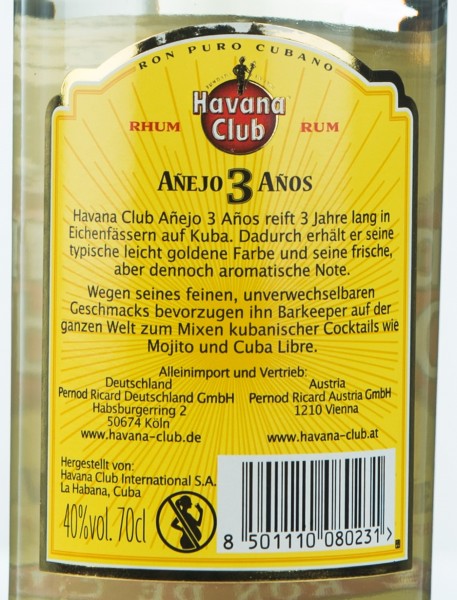 RON PURO CUBANO
Havana
Club
RHUM RUM
AÑEJO 3 AÑOS
Havana Club Añejo 3 Años reift 3 Jahre lang in
Eichenfässern auf Kuba. Dadurch erhält er seine
typische leicht goldene Farbe und seine frische,
aber dennoch aromatische Note.
Wegen seines feinen, unverwechselbaren
Geschmacks bevorzugen ihn Barkeeper auf der
ganzen Welt zum Mixen kubanischer Cocktails wie
Mojito und Cuba Libre.
Alleinimport und Vertrieb:
Deutschland Austria
Pernod Ricard Deutschland GmbH Pernod Ricard Austria GmbH
Habsburgerring 2 1210 Vienna
50674 Köln
www.havana-club.de www.havana-club.at
Hergestellt von:
Havana Club International S.A.
La Habana, Cuba
40%vol. 70cl
8 501110 080231 >